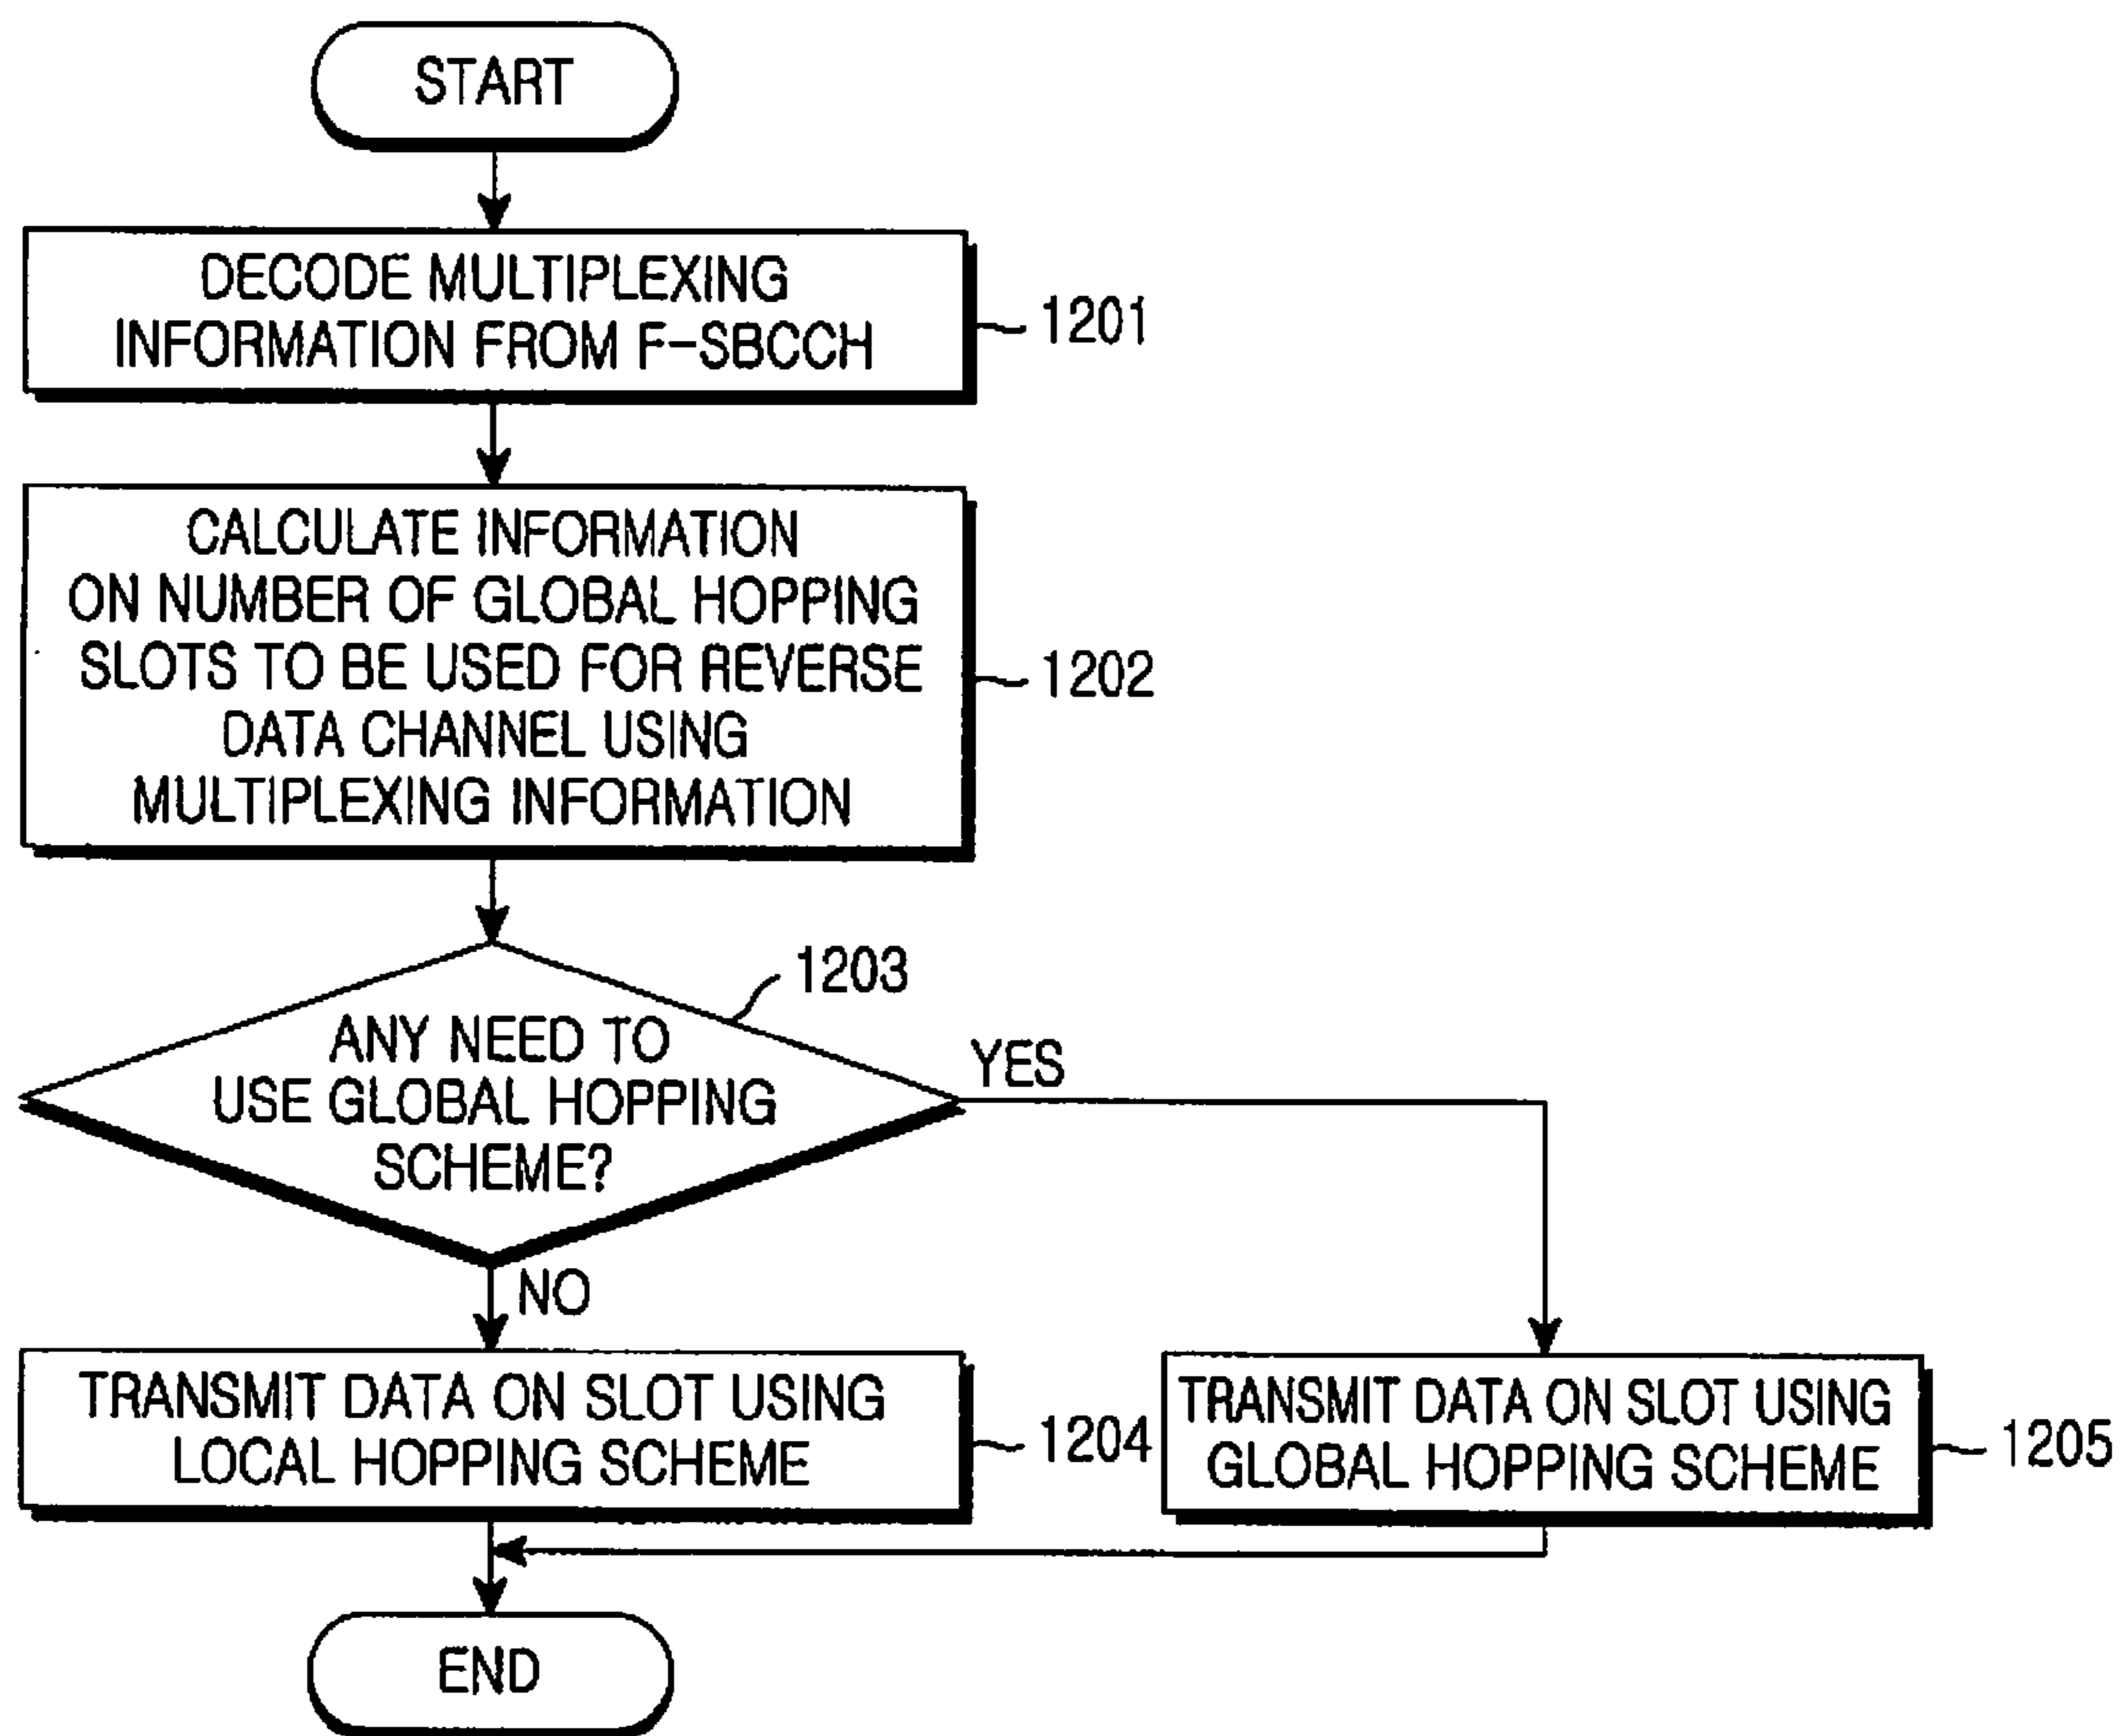 START
DECODE MULTIPLEXING
INFORMATION FROM F-SBCCH
1201
CALCULATE INFORMATION
ON NUMBER OF GLOBAL HOPPING
SLOTS TO BE USED FOR REVERSE
DATA CHANNEL USING
MULTIPLEXING INFORMATION
1202
1203
ANY NEED TO
USE GLOBAL HOPPING
SCHEME?
YES
NO
TRANSMIT DATA ON SLOT USING
LOCAL HOPPING SCHEME
1204
TRANSMIT DATA ON SLOT USING
GLOBAL HOPPING SCHEME
1205
END